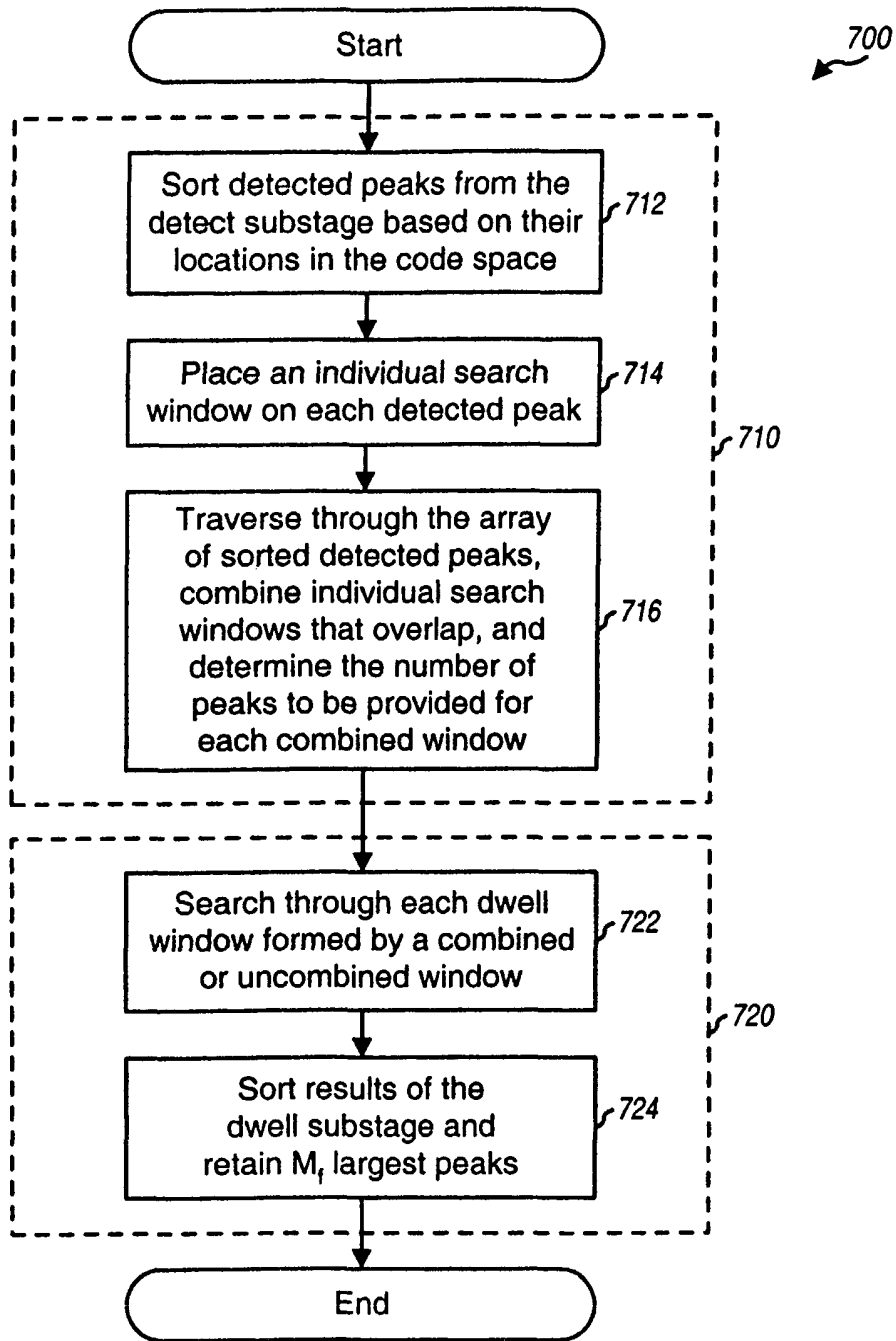 Start
700
Sort detected peaks from the
detect substage based on their
locations in the code space
712
Place an individual search
window on each detected peak
714
710
Traverse through the array
of sorted detected peaks,
combine individual search
windows that overlap, and
determine the number of
peaks to be provided for
each combined window
716
Search through each dwell
window formed by a combined
or uncombined window
722
720
Sort results of the
dwell substage and
retain M_f largest peaks
724
End